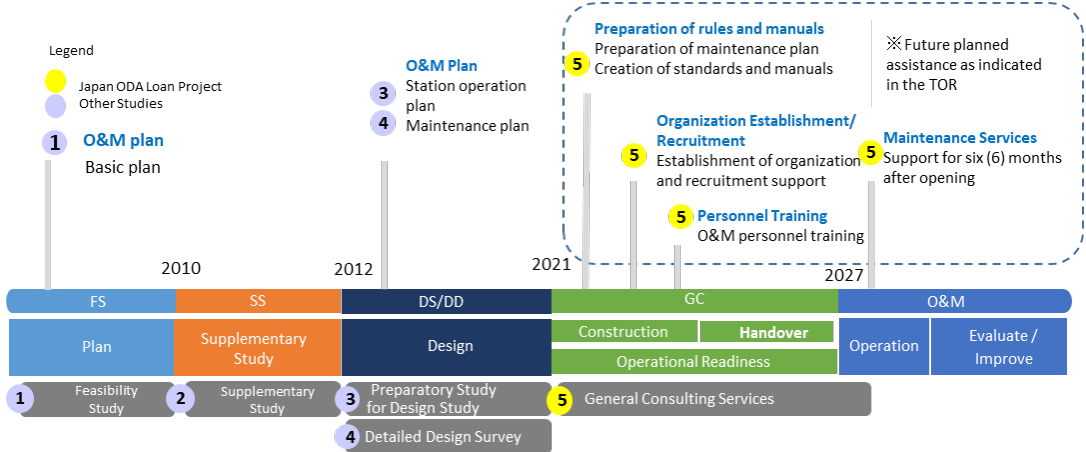 Legend
Japan ODA Loan Project
Other Studies
1
O&M plan
Basic plan
O&M Plan
3
Station operation
plan
4
Maintenance plan
Preparation of rules and manuals
5
Preparation of maintenance plan
Creation of standards and manuals
Organization Establishment/
Recruitment
5
Establishment of organization
and recruitment support
5
Personnel Training
O&M personnel training
※Future planned
assistance as indicated
in the TOR
Maintenance Services
5
Support for six (6) months
after opening
2010
2012
2021
2027
FS
SS
DS/DD
GC
O&M
Plan
Supplementary
Study
Design
Construction
Handover
Operational Readiness
Operation
Evaluate /
Improve
1
Feasibility
Study
2
Supplementary
Study
3
Preparatory Study
for Design Study
5
General Consulting Services
4
Detailed Design Survey